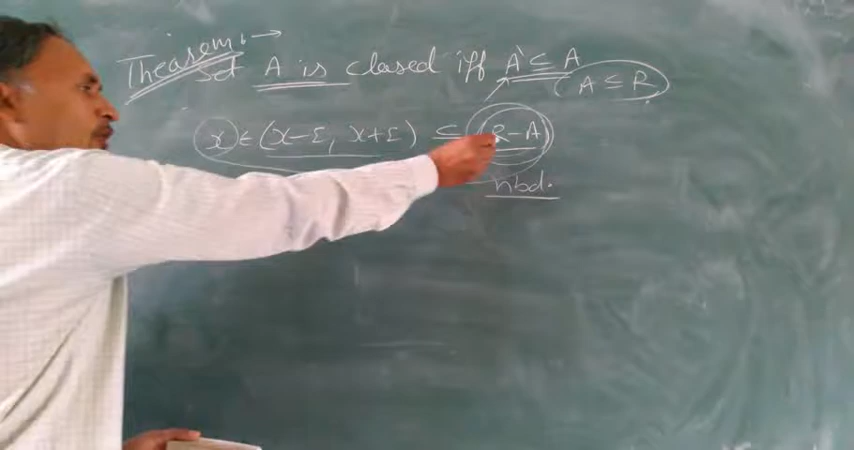 Theorem :→
Set A is closed iff A' ⊆ A
(A ⊆ R)
x ∈ (x-ε, x+ε) ⊆ (R-A)
nbd.